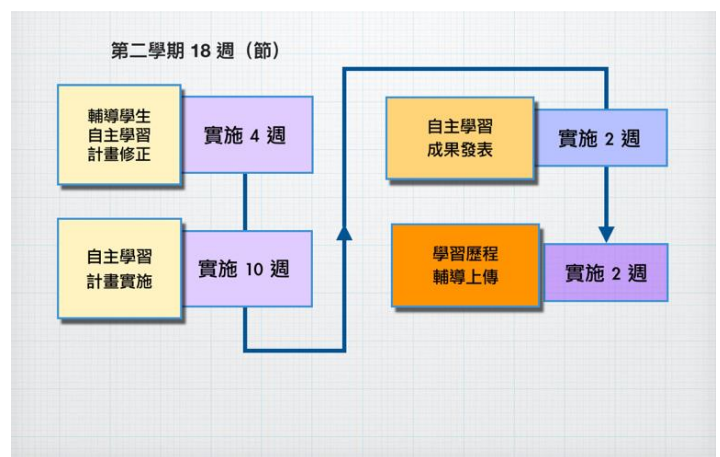 第二學期 18 週（節）
輔導學生
自主學習
計畫修正
實施 4 週
自主學習
計畫實施
實施 10 週
自主學習
成果發表
實施 2 週
學習歷程
輔導上傳
實施 2 週